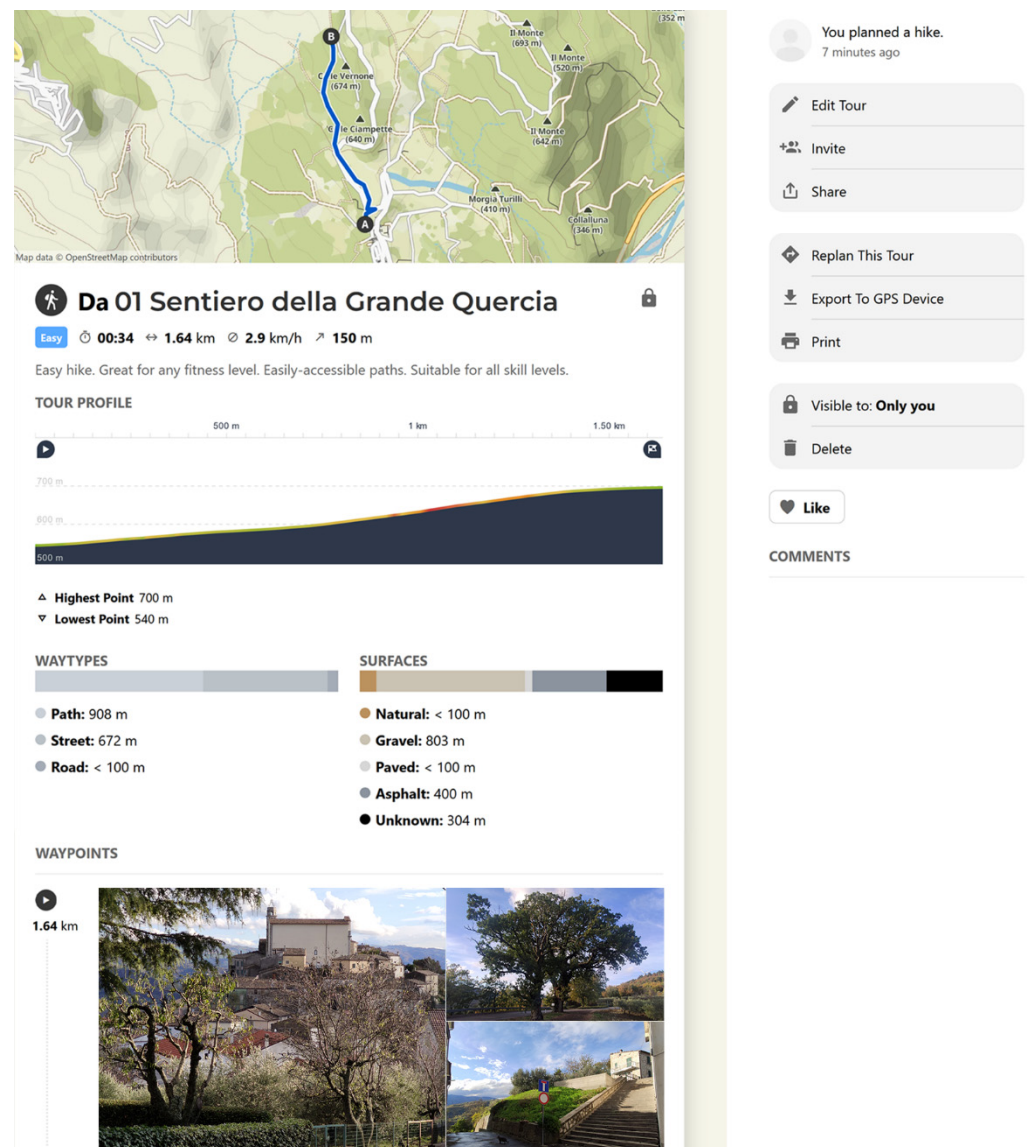 (352 m
Il Monte
(693 m)
B
Il Monte
(520 m)
Vernone
(674 m)
Ciampette
(640 m)
Il Monte
(642 m)
Morgia Turilli
(410 m)
A
Collalluna
(346 m)
Map data © OpenStreetMap contributors
Da 01 Sentiero della Grande Quercia
Easy 00:34 1.64 km 2.9 km/h 150 m
Easy hike. Great for any fitness level. Easily-accessible paths. Suitable for all skill levels.
TOUR PROFILE
500 m 1 km 1.50 km
700 m
600 m
500 m
Highest Point 700 m
Lowest Point 540 m
WAYTYPES
Path: 908 m
Street: 672 m
Road: < 100 m
SURFACES
Natural: < 100 m
Gravel: 803 m
Paved: < 100 m
Asphalt: 400 m
Unknown: 304 m
WAYPOINTS
1.64 km
You planned a hike.
7 minutes ago
Edit Tour
Invite
Share
Replan This Tour
Export To GPS Device
Print
Visible to: Only you
Delete
Like
COMMENTS